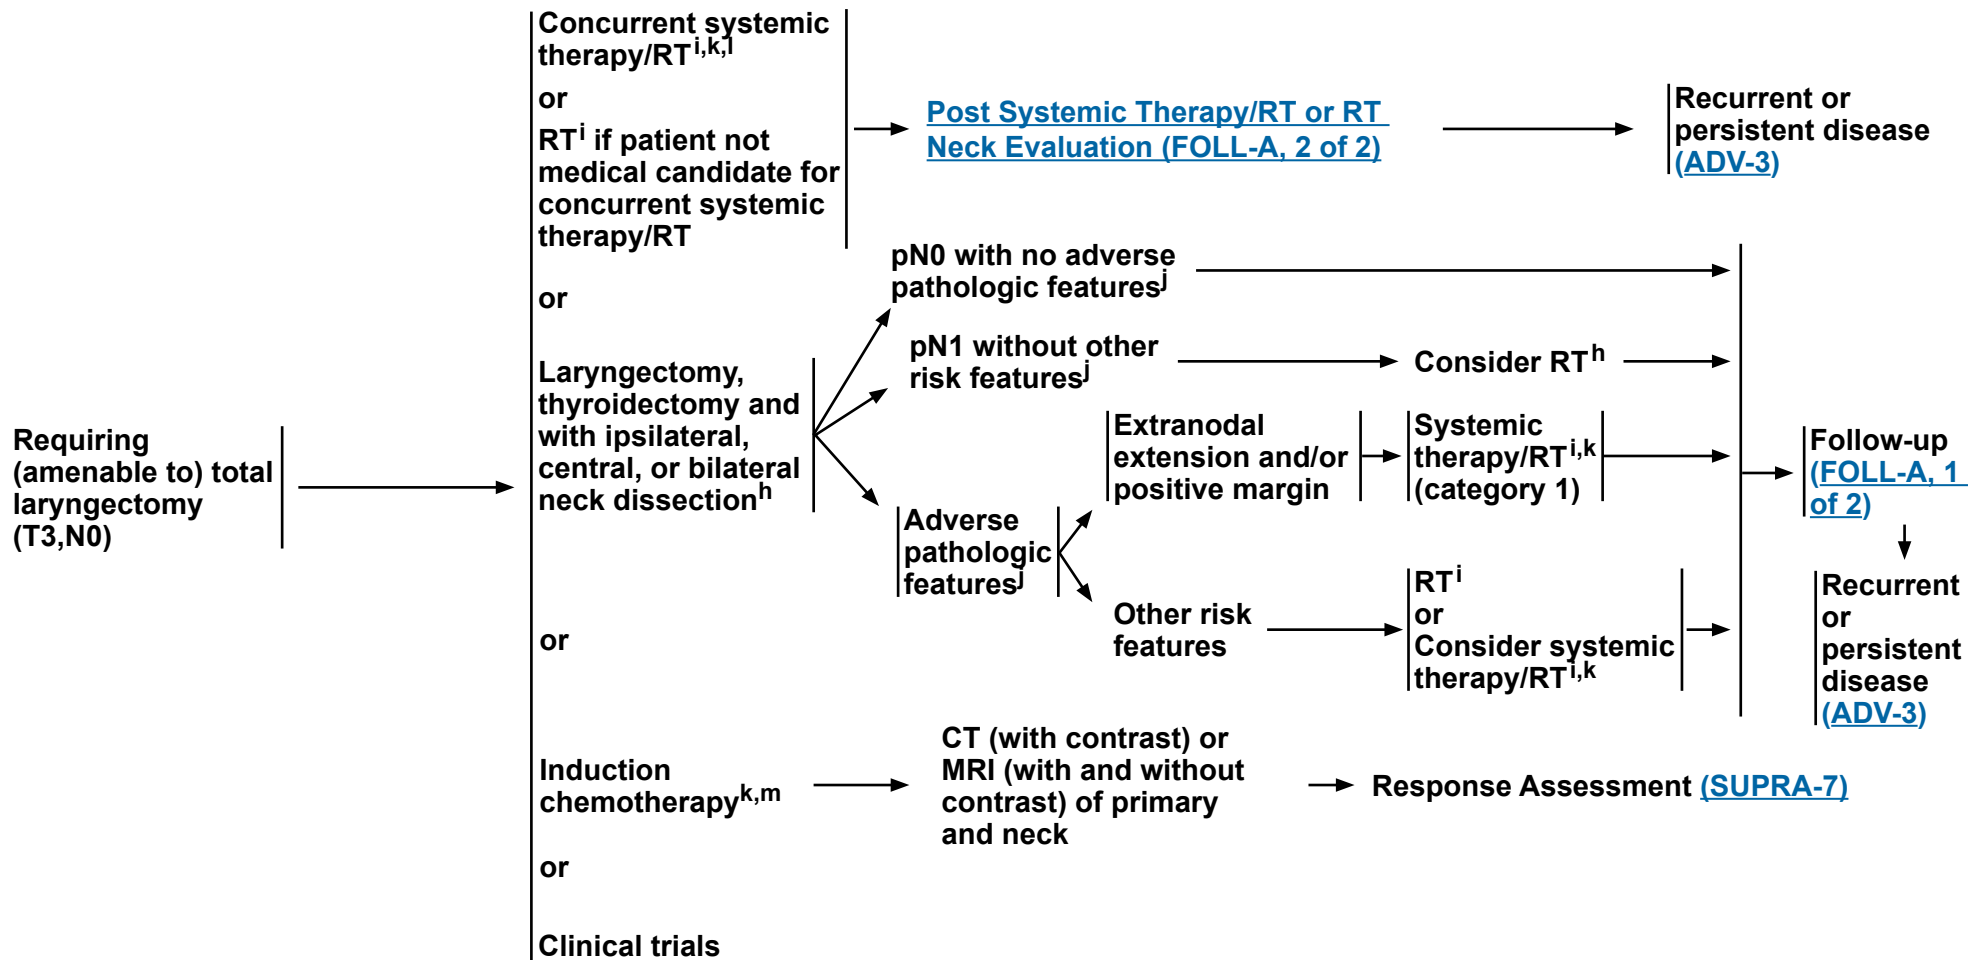 Requiring
(amenable to) total
laryngectomy
(T3,N0)
Concurrent systemic
therapy/RTi,k,l
or
RTi if patient not
medical candidate for
concurrent systemic
therapy/RT
or
Laryngectomy,
thyroidectomy and
with ipsilateral,
central, or bilateral
neck dissectionh
or
Induction
chemotherapyk,m
or
Clinical trials
Post Systemic Therapy/RT or RT
Neck Evaluation (FOLL-A, 2 of 2)
Recurrent or
persistent disease
(ADV-3)
pN0 with no adverse
pathologic featuresj
pN1 without other
risk featuresj
Consider RTh
Adverse
pathologic
featuresj
Extranodal
extension and/or
positive margin
Systemic
therapy/RTi,k
(category 1)
Other risk
features
RTi
or
Consider systemic
therapy/RTi,k
Follow-up
(FOLL-A, 1
of 2)
Recurrent
or
persistent
disease
(ADV-3)
CT (with contrast) or
MRI (with and without
contrast) of primary
and neck
Response Assessment (SUPRA-7)